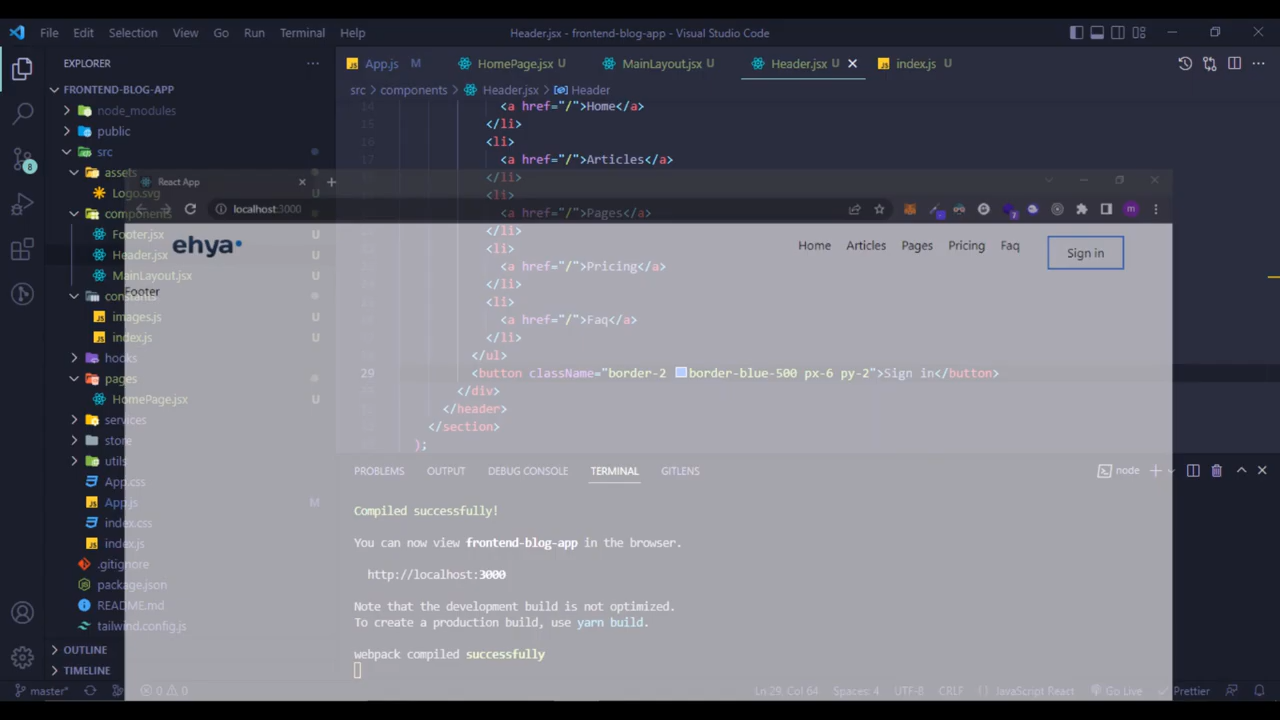 File Edit Selection View Go Run Terminal Help
Header.jsx - frontend-blog-app - Visual Studio Code
EXPLORER
App.js M
HomePage.jsx U
MainLayout.jsx U
Header.jsx U
index.js U
FRONTEND-BLOG-APP
src components Header.jsx Header
node_modules
public
src
assets
Logo.svg U
components
Footer.jsx U
Header.jsx U
MainLayout.jsx U
constants
images.js U
index.js U
hooks
pages
HomePage.jsx U
services
store
utils
App.css
App.js M
index.css
index.js
.gitignore
package.json
README.md
tailwind.config.js
OUTLINE
TIMELINE
14 <a href="/">Home</a>
15 </li>
16 <li>
17 <a href="/">Articles</a>
18 </li>
<li>
<a href="/">Pages</a>
</li>
<li>
<a href="/">Pricing</a>
</li>
<li>
<a href="/">Faq</a>
</li>
</ul>
29 <button className="border-2 border-blue-500 px-6 py-2">Sign in</button>
</div>
</header>
</section>
);
React App
localhost:3000
ehya
Home Articles Pages Pricing Faq Sign in
Footer
PROBLEMS OUTPUT DEBUG CONSOLE TERMINAL GITLENS
node
Compiled successfully!
You can now view frontend-blog-app in the browser.
http://localhost:3000
Note that the development build is not optimized.
To create a production build, use yarn build.
webpack compiled successfully
8
master* 0 0
Ln 29, Col 64 Spaces: 4 UTF-8 CRLF JavaScript React Go Live Prettier